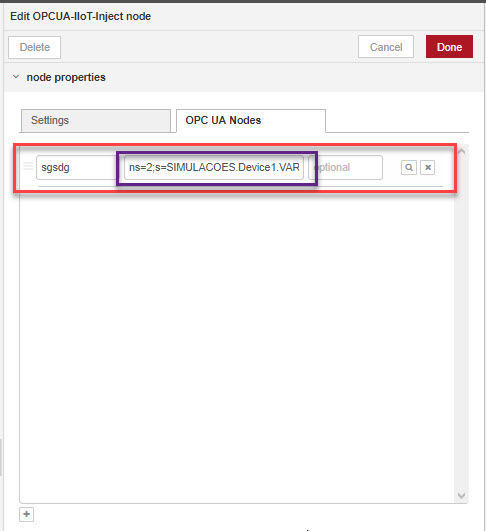 Edit OPCUA-IIoT-Inject node
Delete
Cancel
Done
node properties
Settings
OPC UA Nodes
sgsdg
ns=2;s=SIMULACOES.Device1.VAR
optional